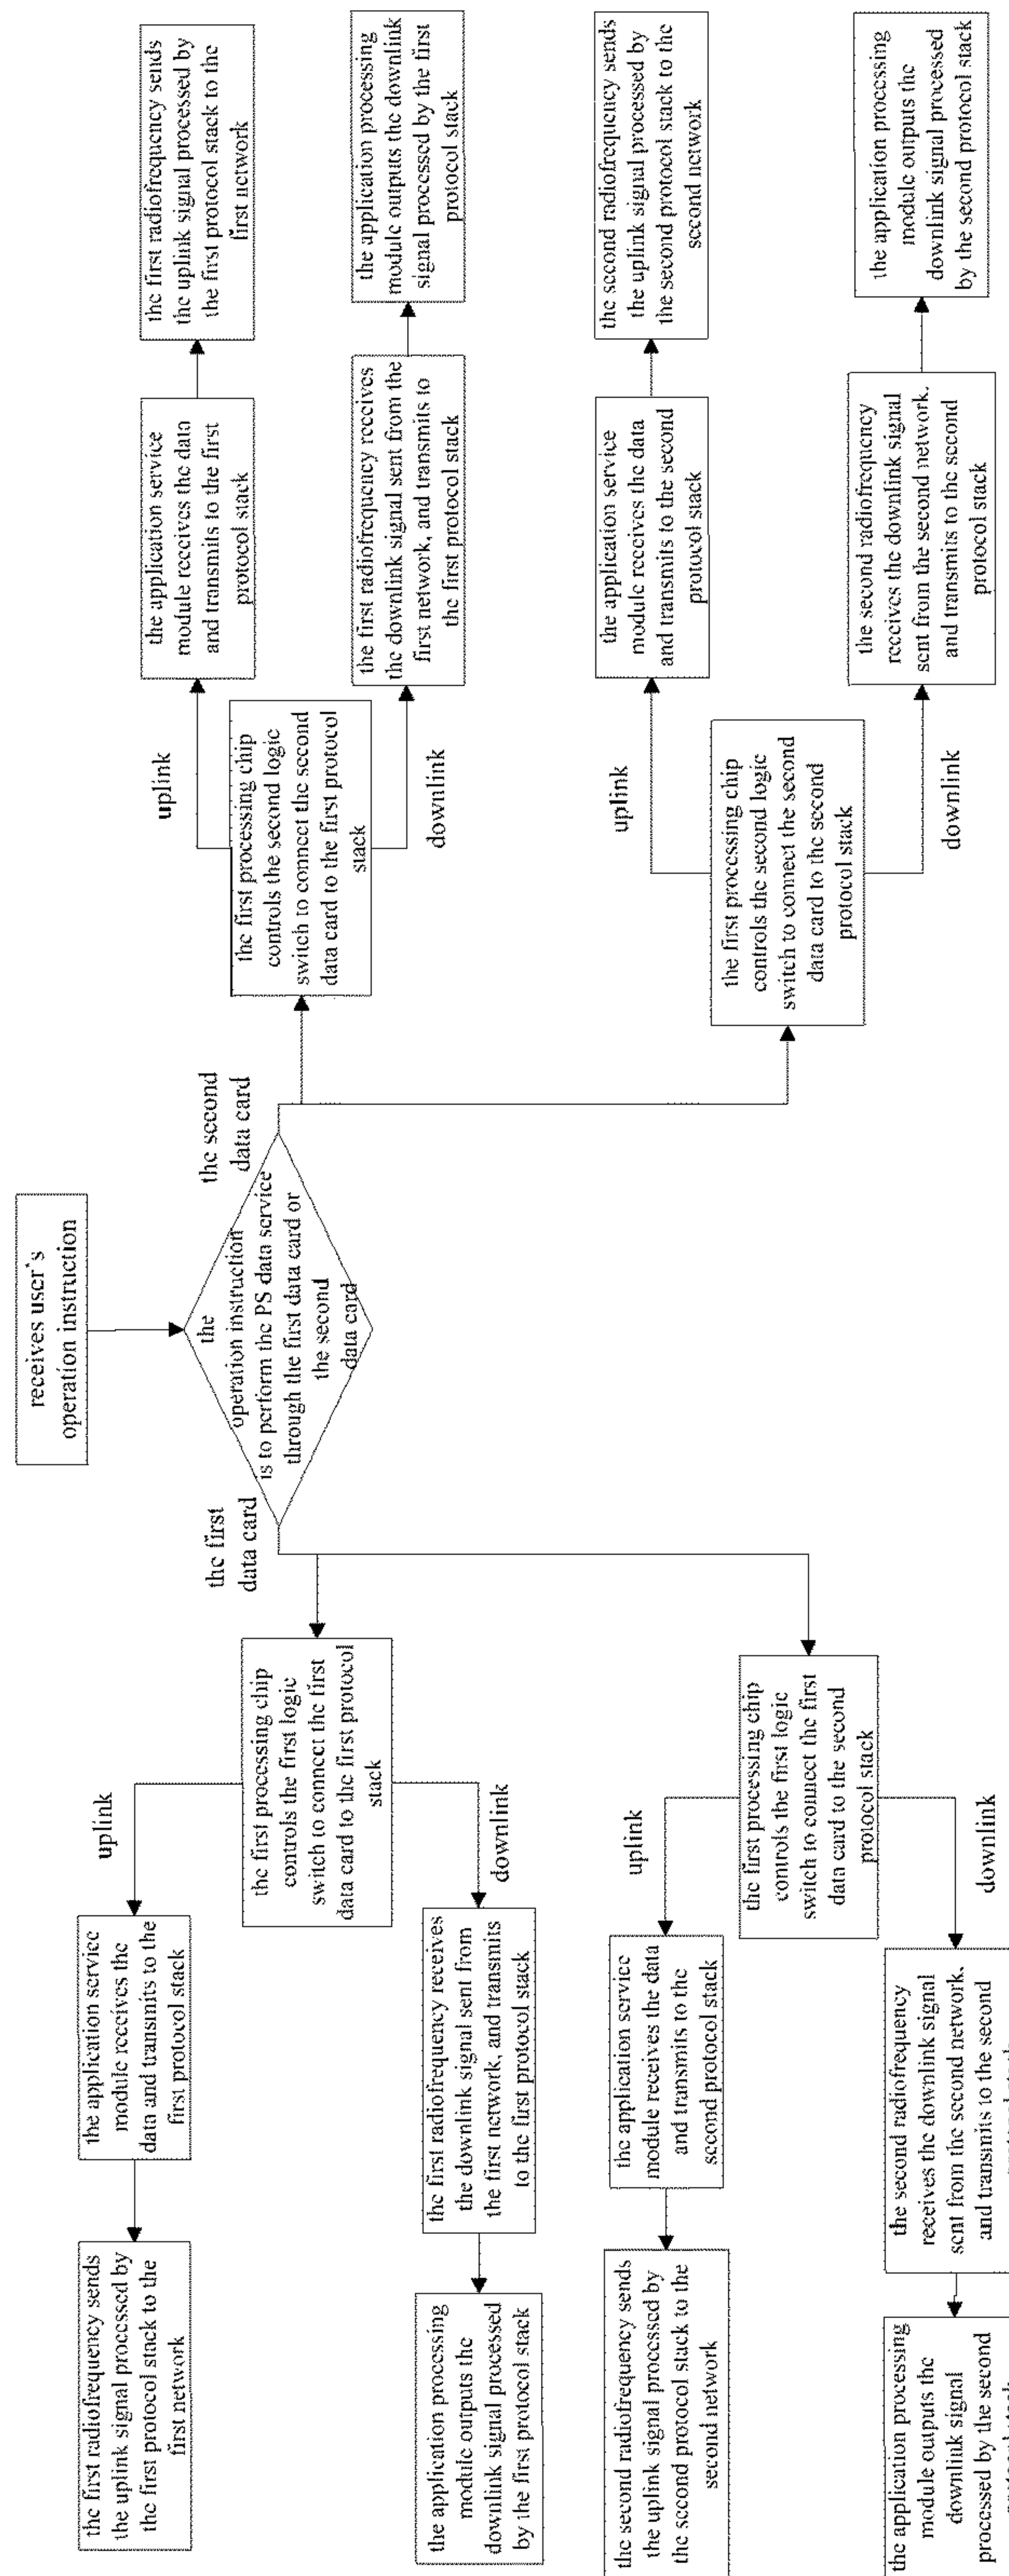 receives user's
operation instruction
the
operation instruction
is to perform the PS data service
through the first data card or
the second
data card
the first
data card
the second
data card
the first processing chip
controls the first logic
switch to connect the first
data card to the first protocol
stack
uplink
the application service
module receives the
data and transmits to the
first protocol stack
the first radiofrequency sends
the uplink signal processed by
the first protocol stack to the
first network
downlink
the first radiofrequency receives
the downlink signal sent from
the first network, and transmits
to the first protocol stack
the application processing
module outputs the
downlink signal processed
by the first protocol stack
the first processing chip
controls the first logic
switch to connect the first
data card to the second
protocol stack
uplink
the application service
module receives the data
and transmits to the
second protocol stack
the second radiofrequency sends
the uplink signal processed by
the second protocol stack to the
second network
downlink
the second radiofrequency
receives the downlink signal
sent from the second network.
and transmits to the second
the application processing
module outputs the
downlink signal
processed by the second
the first processing chip
controls the second logic
switch to connect the second
data card to the first protocol
stack
uplink
the application service
module receives the data
and transmits to the first
protocol stack
the first radiofrequency sends
the uplink signal processed by
the first protocol stack to the
first network
downlink
the first radiofrequency receives
the downlink signal sent from the
first network, and transmits to
the first protocol stack
the application processing
module outputs the downlink
signal processed by the first
protocol stack
the first processing chip
controls the second logic
switch to connect the second
data card to the second
protocol stack
uplink
the application service
module receives the data
and transmits to the second
protocol stack
the second radiofrequency sends
the uplink signal processed by
the second protocol stack to the
second network
downlink
the second radiofrequency
receives the downlink signal
sent from the second network.
and transmits to the second
protocol stack
the application processing
module outputs the
downlink signal processed
by the second protocol stack